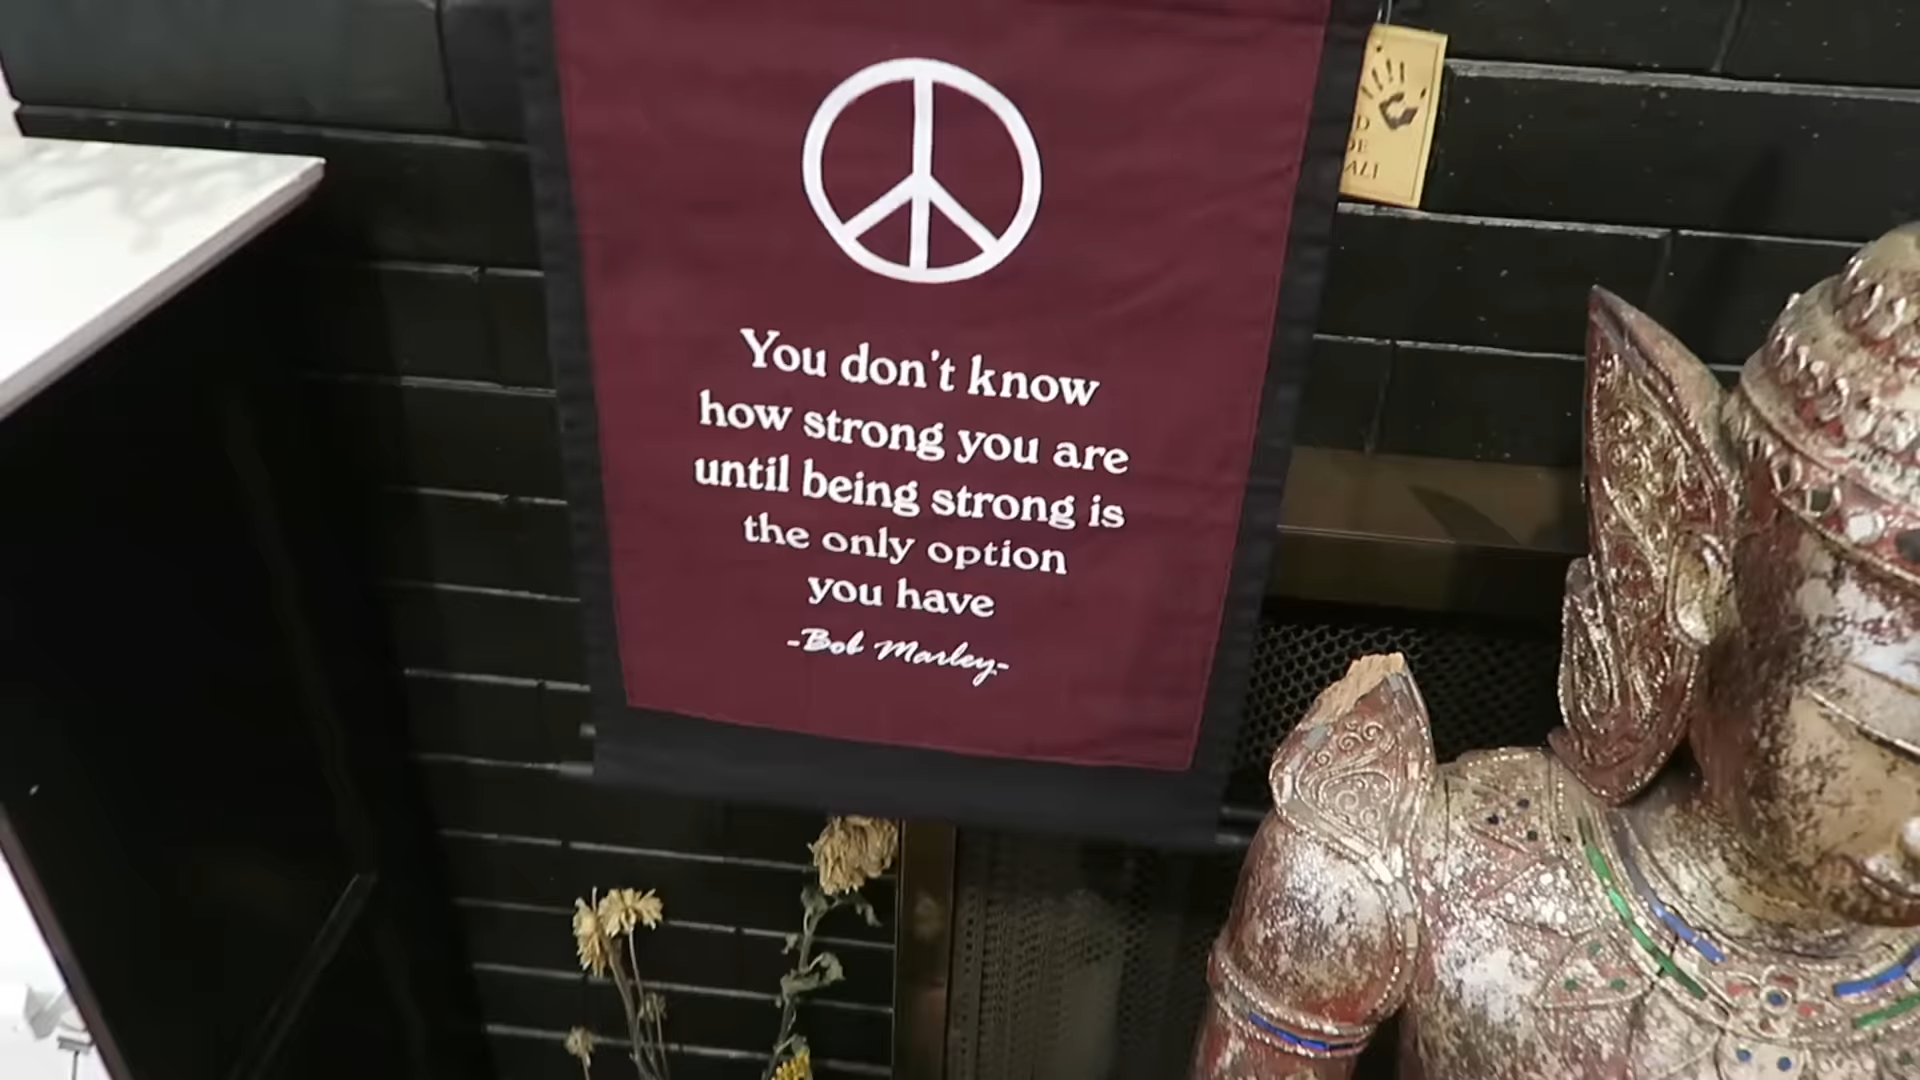 You don't know
how strong you are
until being strong is
the only option
you have
-Bob Marley-